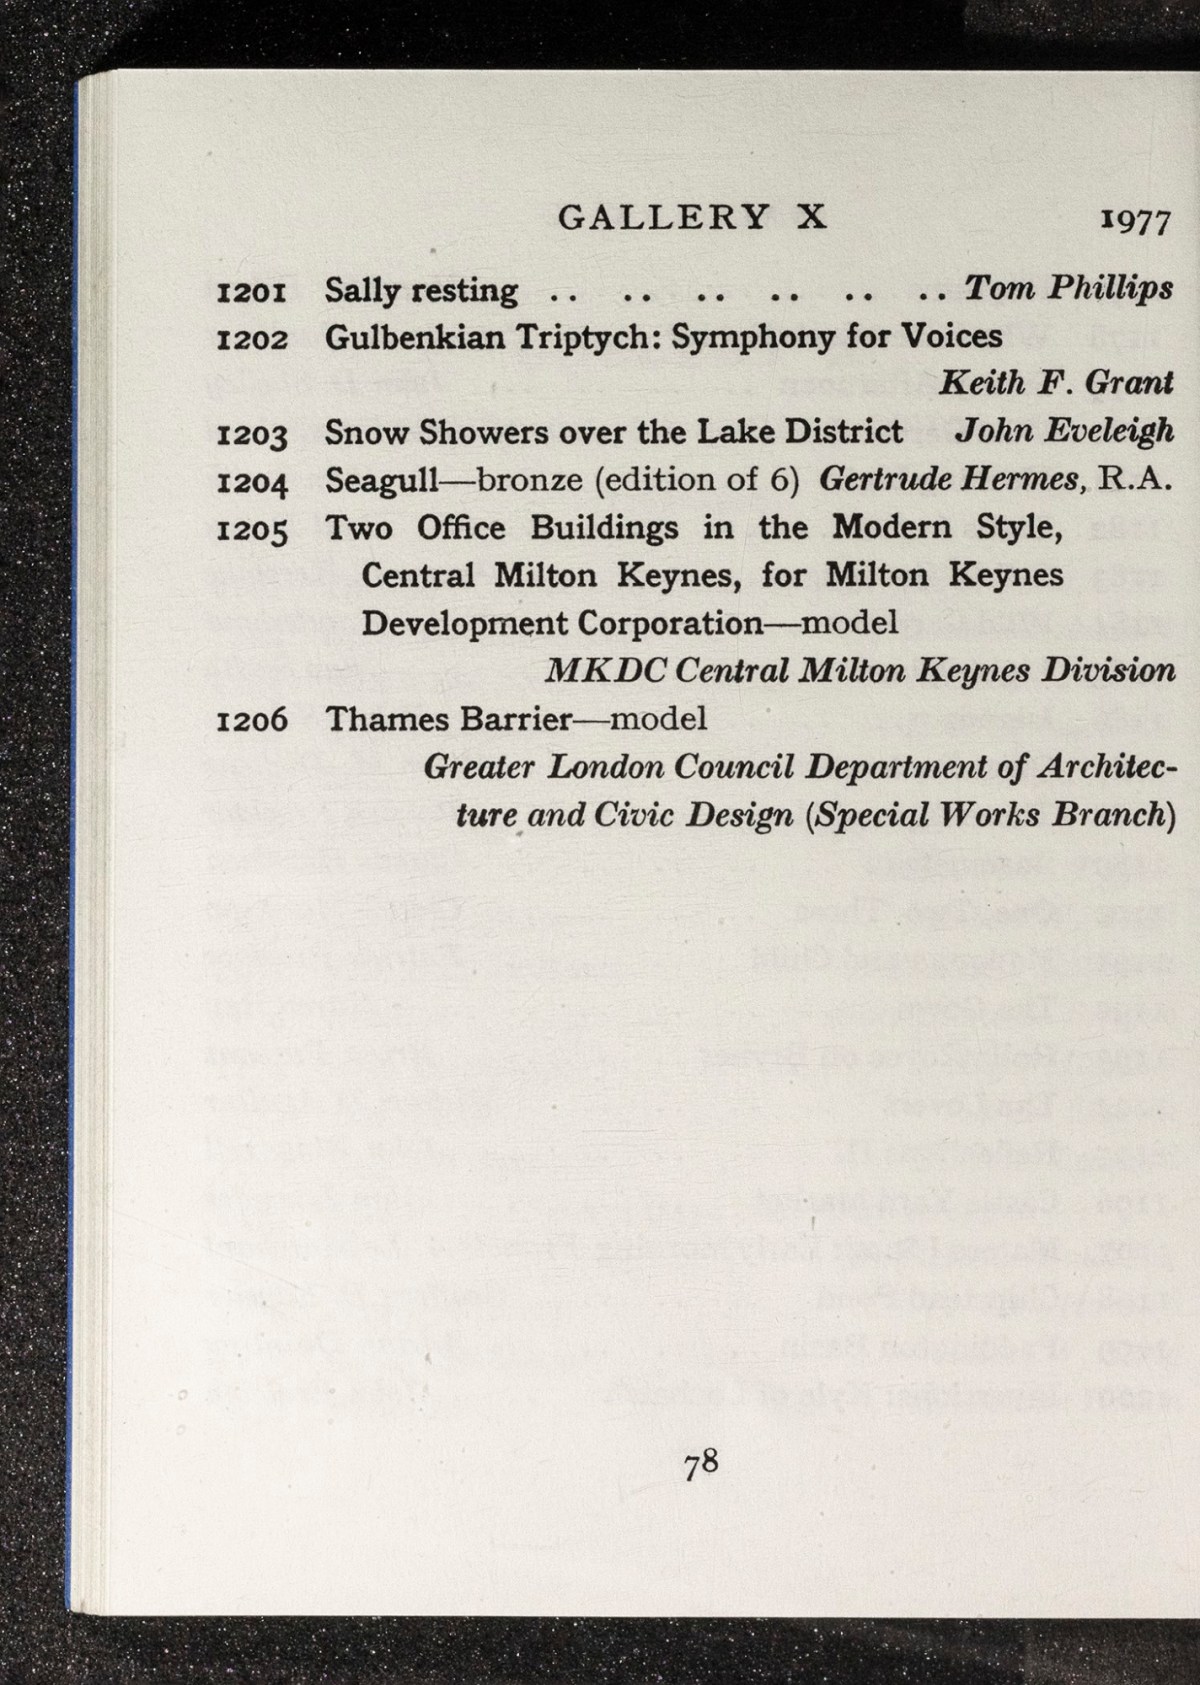 GALLERY X 1977
1201 Sally resting .. .. .. .. .. .. Tom Phillips
1202 Gulbenkian Triptych: Symphony for Voices
Keith F. Grant
1203 Snow Showers over the Lake District John Eveleigh
1204 Seagull—bronze (edition of 6) Gertrude Hermes, R.A.
1205 Two Office Buildings in the Modern Style,
Central Milton Keynes, for Milton Keynes
Development Corporation—model
MKDC Central Milton Keynes Division
1206 Thames Barrier—model
Greater London Council Department of Architec-
ture and Civic Design (Special Works Branch)
78